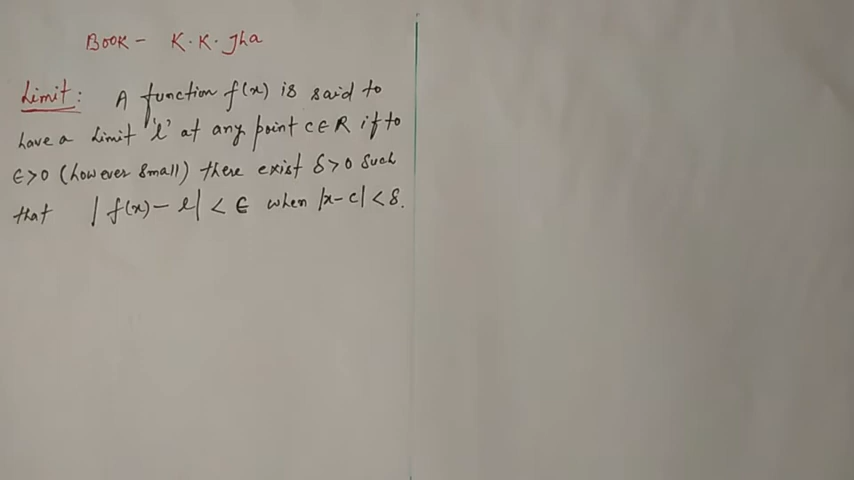 Book - K.K. Jha
Limit: A function f(x) is said to
have a limit 'l' at any point c∈R if to
∈>0 (however small) there exist δ>0 such
that |f(x) - l| < ∈ when |x - c| < δ.